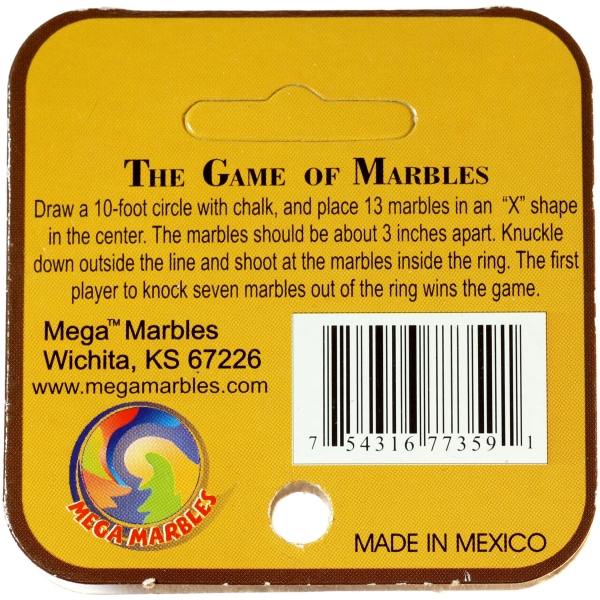 THE GAME OF MARBLES
Draw a 10-foot circle with chalk, and place 13 marbles in an "X" shape
in the center. The marbles should be about 3 inches apart. Knuckle
down outside the line and shoot at the marbles inside the ring. The first
player to knock seven marbles out of the ring wins the game.
Mega™ Marbles
Wichita, KS 67226
www.megamarbles.com
7 54316 77359 1
MEGA MARBLES
MADE IN MEXICO